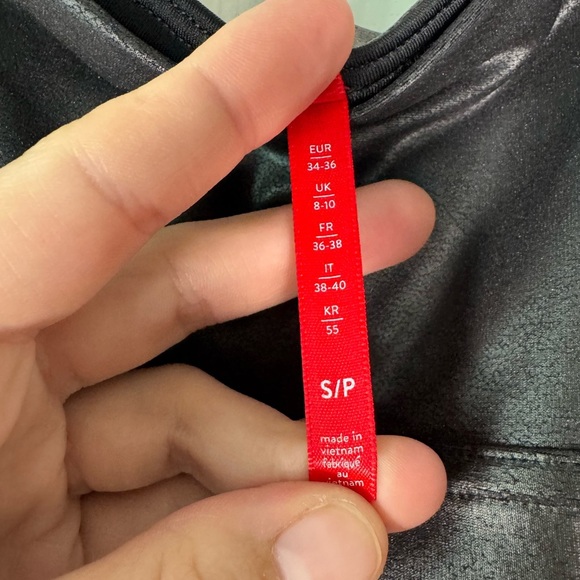 EUR
34-36
UK
8-10
FR
36-38
IT
38-40
KR
55
S/P
made in
vietnam
fabriqué
au
vietnam